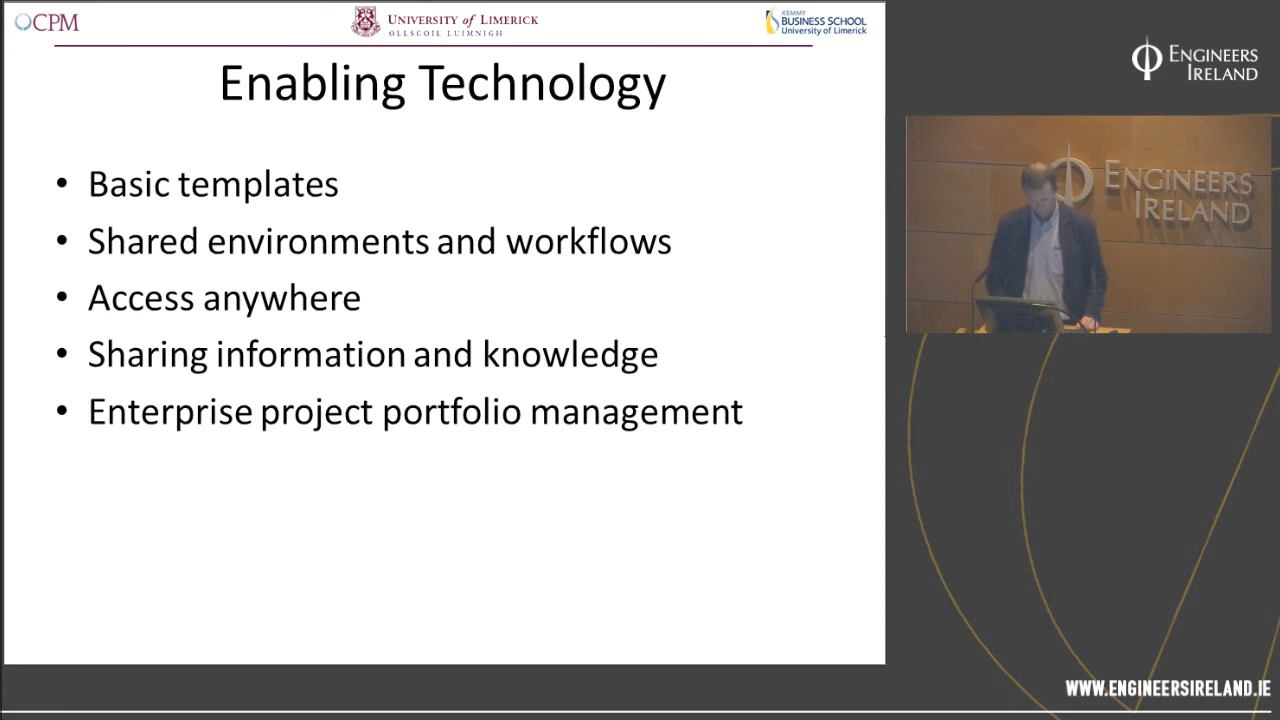 CPM
UNIVERSITY of LIMERICK
OLLSCOIL LUIMNIGH
KEMMY
BUSINESS SCHOOL
University of Limerick
Enabling Technology
• Basic templates
• Shared environments and workflows
• Access anywhere
• Sharing information and knowledge
• Enterprise project portfolio management
ENGINEERS
IRELAND
ENGINEERS
IRELAND
WWW.ENGINEERSIRELAND.IE